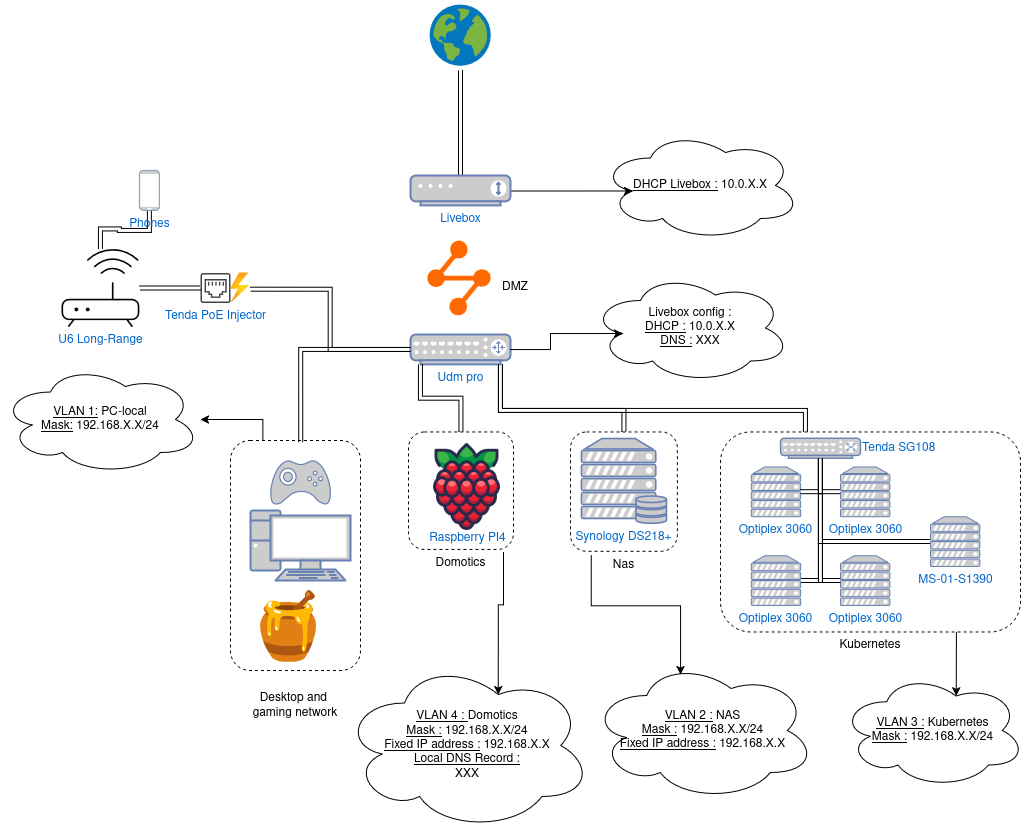 DHCP Livebox : 10.0.X.X
Livebox
Phones
DMZ
Tenda PoE Injector
U6 Long-Range
Livebox config :
DHCP : 10.0.X.X
DNS : XXX
Udm pro
VLAN 1: PC-local
Mask: 192.168.X.X/24
Tenda SG108
Optiplex 3060
Optiplex 3060
Raspberry PI4
Synology DS218+
Domotics
Nas
MS-01-S1390
Optiplex 3060
Optiplex 3060
Kubernetes
Desktop and
gaming network
VLAN 4 : Domotics
Mask : 192.168.X.X/24
Fixed IP address : 192.168.X.X
Local DNS Record :
XXX
VLAN 2 : NAS
Mask : 192.168.X.X/24
Fixed IP address : 192.168.X.X
VLAN 3 : Kubernetes
Mask : 192.168.X.X/24